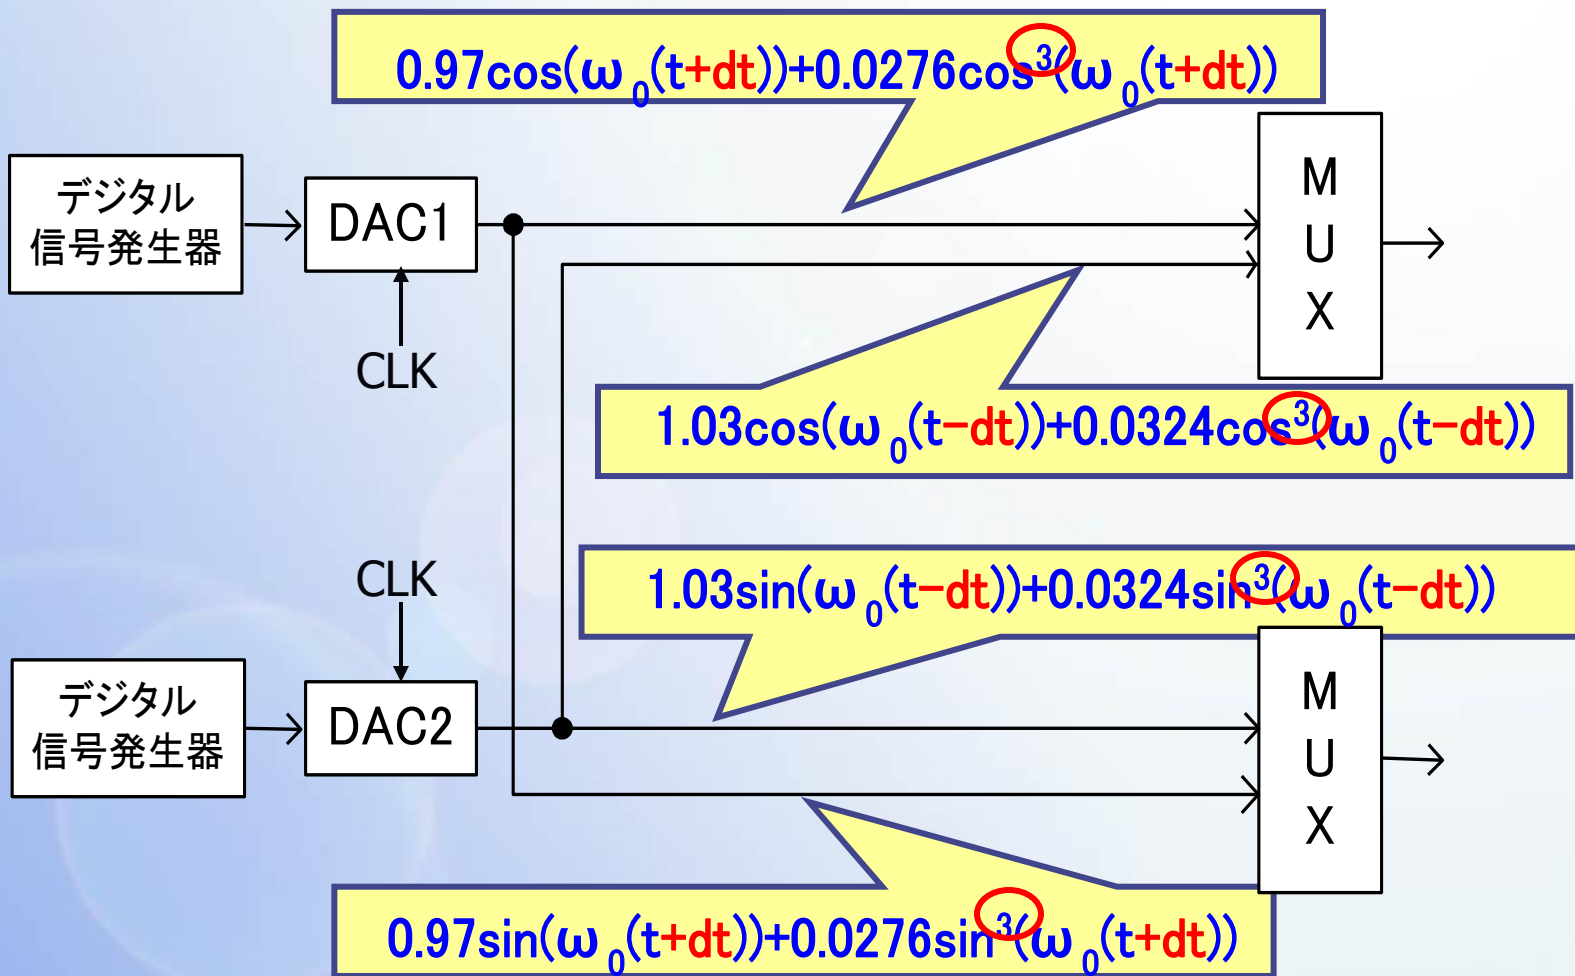 0.97cos(ω₀(t+dt))+0.0276cos³(ω₀(t+dt))
デジタル
信号発生器
DAC1
CLK
M
U
X
1.03cos(ω₀(t-dt))+0.0324cos³(ω₀(t-dt))
1.03sin(ω₀(t-dt))+0.0324sin³(ω₀(t-dt))
CLK
デジタル
信号発生器
DAC2
M
U
X
0.97sin(ω₀(t+dt))+0.0276sin³(ω₀(t+dt))